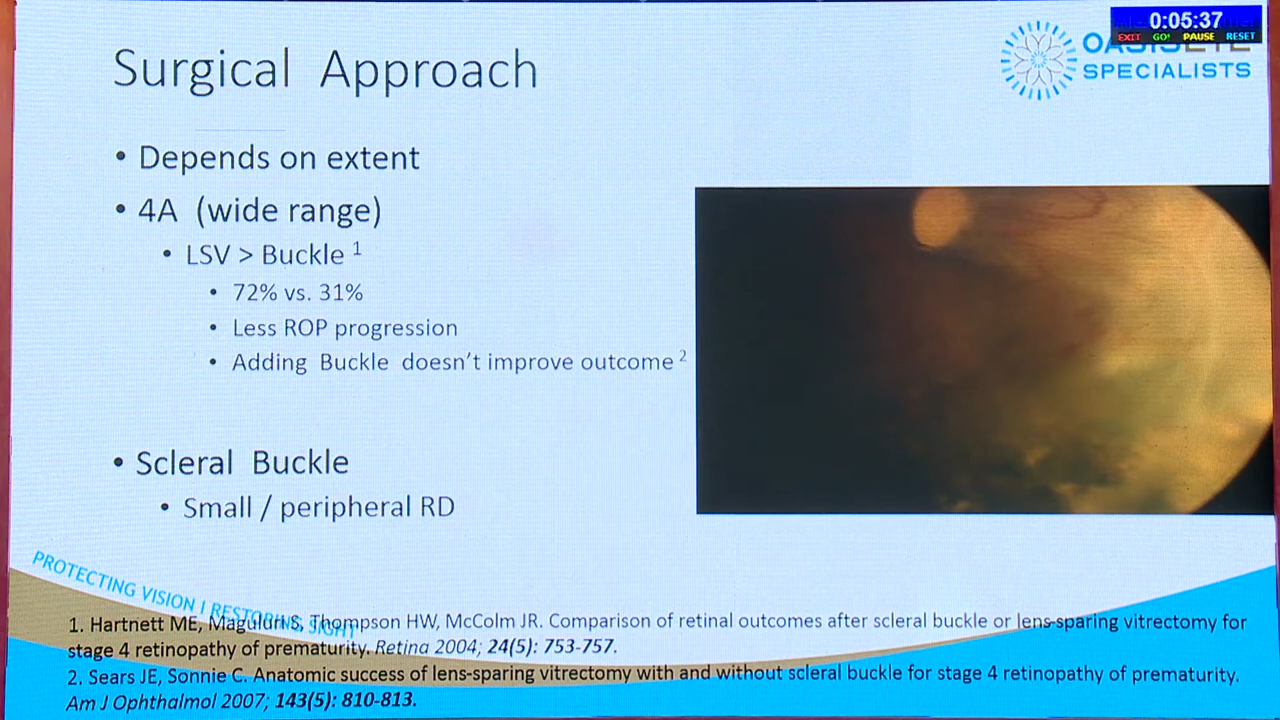 0:05:37
EXIT GO! PAUSE RESET
SPECIALISTS
Surgical Approach
• Depends on extent
• 4A (wide range)
• LSV > Buckle 1
• 72% vs. 31%
• Less ROP progression
• Adding Buckle doesn't improve outcome 2
• Scleral Buckle
• Small / peripheral RD
PROTECTING VISION I RESTORING SIGHT
1. Hartnett ME, Maguluri S, Thompson HW, McColm JR. Comparison of retinal outcomes after scleral buckle or lens-sparing vitrectomy for
stage 4 retinopathy of prematurity. Retina 2004; 24(5): 753-757.
2. Sears JE, Sonnie C. Anatomic success of lens-sparing vitrectomy with and without scleral buckle for stage 4 retinopathy of prematurity.
Am J Ophthalmol 2007; 143(5): 810-813.